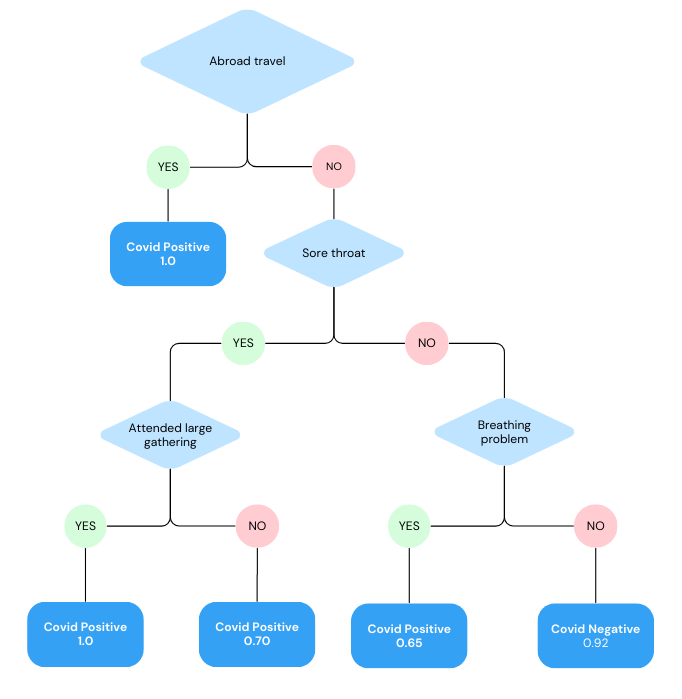 Abroad travel
YES
NO
Covid Positive
1.0
Sore throat
YES
NO
Attended large
gathering
Breathing
problem
YES
NO
YES
NO
Covid Positive
1.0
Covid Positive
0.70
Covid Positive
0.65
Covid Negative
0.92